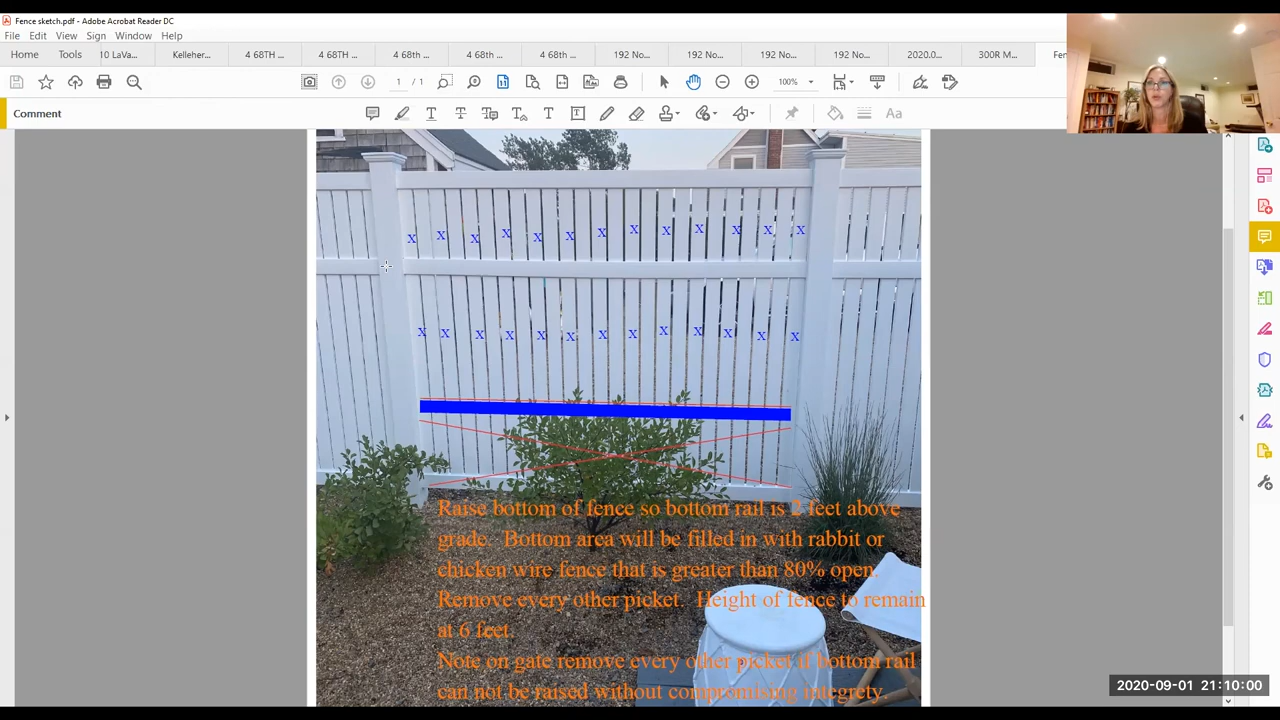 Fence sketch.pdf - Adobe Acrobat Reader DC
File Edit View Sign Window Help
Home Tools 10 LaVa... Kelleher... 4 68TH ... 4 68TH ... 4 68th ... 4 68th ... 4 68th ... 192 No... 192 No... 192 No... 192 No... 2020.0... 300R M... Fen
1 / 1 100%
Comment
x x x x x x x x x x x x x
x x x x x x x x x x x x x
Raise bottom of fence so bottom rail is 2 feet above
grade. Bottom area will be filled in with rabbit or
chicken wire fence that is greater than 80% open.
Remove every other picket. Height of fence to remain
at 6 feet.
Note on gate remove every other picket if bottom rail
can not be raised without compromising integrety.
2020-09-01 21:10:00